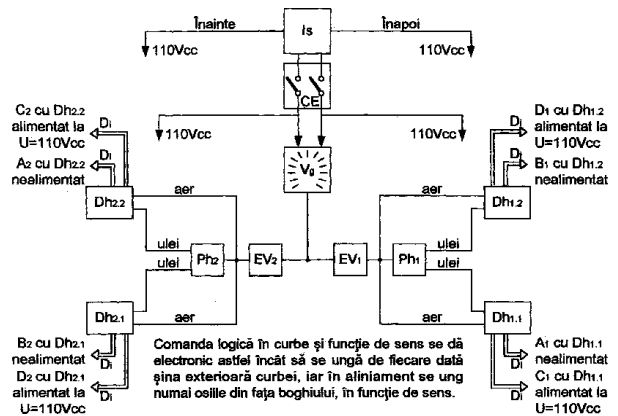 Înainte
Is
Înapoi
110Vcc
110Vcc
CE
110Vcc
110Vcc
C2 cu Dh2.2
alimentat la
U=110Vcc
Di
A2 cu Dh2.2
nealimentat
Di
Dh2.2
D1 cu Dh1.2
alimentat la
U=110Vcc
Di
B1 cu Dh1.2
nealimentat
Di
Dh1.2
Vg
aer
aer
ulei
ulei
Ph2
EV2
EV1
Ph1
ulei
ulei
Dh2.1
aer
aer
Dh1.1
B2 cu Dh2.1
nealimentat
Di
D2 cu Dh2.1
alimentat la
U=110Vcc
Di
Comanda logică în curbe și funcție de sens se dă
electronic astfel încât să se ungă de fiecare dată
șina exterioară curbei, iar în aliniament se ung
numai osiile din fața boghiului, în funcție de sens.
A1 cu Dh1.1
nealimentat
Di
C1 cu Dh1.1
alimentat la
U=110Vcc
Di